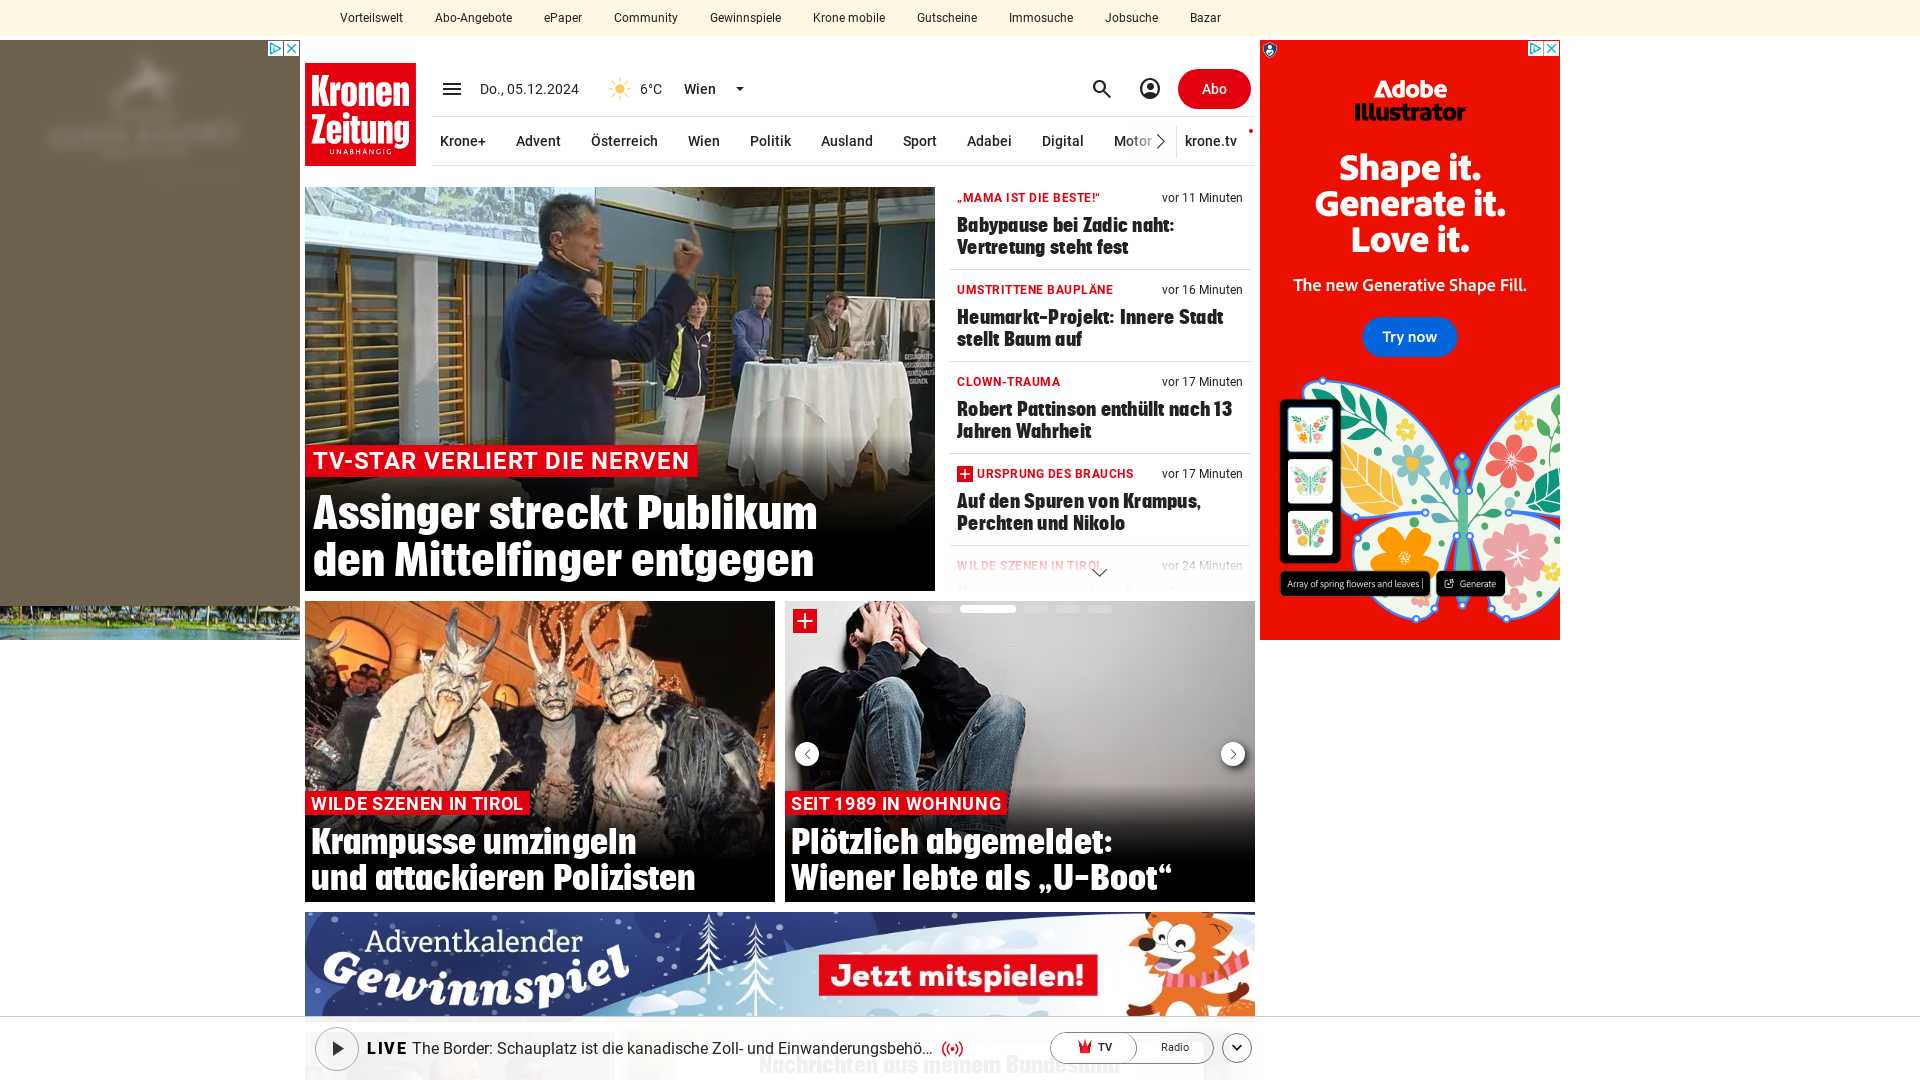 Vorteilswelt
Abo-Angebote
ePaper
Community
Gewinnspiele
Krone mobile
Gutscheine
Immosuche
Jobsuche
Bazar
Kronen
Zeitung
UNABHÄNGIG
Do., 05.12.2024
6°C
Wien
Abo
Krone+
Advent
Österreich
Wien
Politik
Ausland
Sport
Adabei
Digital
Motor
krone.tv
TV-STAR VERLIERT DIE NERVEN
Assinger streckt Publikum
den Mittelfinger entgegen
„MAMA IST DIE BESTE!“
vor 11 Minuten
Babypause bei Zadic naht:
Vertretung steht fest
UMSTRITTENE BAUPLÄNE
vor 16 Minuten
Heumarkt-Projekt: Innere Stadt
stellt Baum auf
CLOWN-TRAUMA
vor 17 Minuten
Robert Pattinson enthüllt nach 13
Jahren Wahrheit
URSPRUNG DES BRAUCHS
vor 17 Minuten
Auf den Spuren von Krampus,
Perchten und Nikolo
WILDE SZENEN IN TIROL
vor 24 Minuten
WILDE SZENEN IN TIROL
Krampusse umzingeln
und attackieren Polizisten
SEIT 1989 IN WOHNUNG
Plötzlich abgemeldet:
Wiener lebte als „U-Boot“
Adventkalender
Gewinnspiel
Jetzt mitspielen!
LIVE The Border: Schauplatz ist die kanadische Zoll- und Einwanderungsbehö...
TV
Radio
Nachrichten aus meinem Bundesland
Adobe
Illustrator
Shape it.
Generate it.
Love it.
The new Generative Shape Fill.
Try now
Array of spring flowers and leaves
Generate